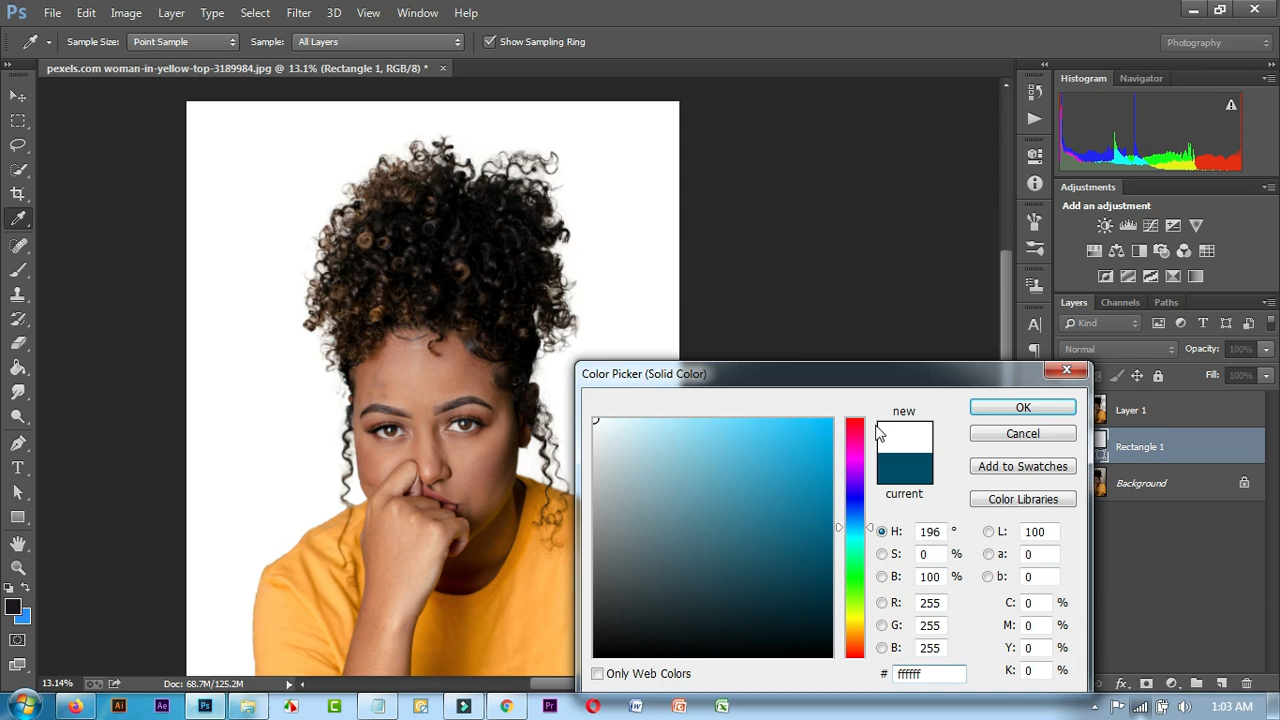 Ps File Edit Image Layer Type Select Filter 3D View Window Help
Sample Size: Point Sample Sample: All Layers Show Sampling Ring Photography
pexels.com woman-in-yellow-top-3189984.jpg @ 13.1% (Rectangle 1, RGB/8) * ×
Histogram Navigator
Adjustments
Add an adjustment
Layers Channels Paths
Kind
Normal Opacity: 100%
Fill: 100%
Layer 1
Rectangle 1
Background
Color Picker (Solid Color)
new
current
OK
Cancel
Add to Swatches
Color Libraries
H: 196 ° L: 100
S: 0 % a: 0
B: 100 % b: 0
R: 255 C: 0 %
G: 255 M: 0 %
B: 255 Y: 0 %
# ffffff K: 0 %
Only Web Colors
13.14% Doc: 68.7M/125.2M
Ai Ae Ps C Pr W X
1:03 AM